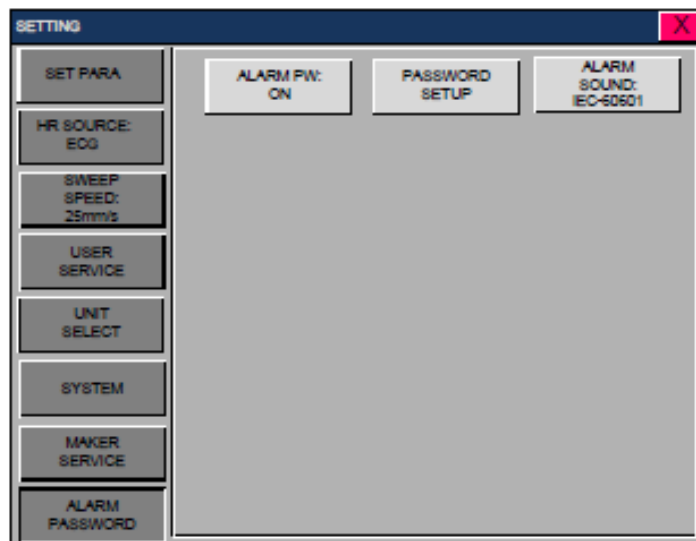 SETTING
X
SET PARA
HR SOURCE:
ECG
SWEEP
SPEED:
25mm/s
USER
SERVICE
UNIT
SELECT
SYSTEM
MAKER
SERVICE
ALARM
PASSWORD
ALARM PW:
ON
PASSWORD
SETUP
ALARM
SOUND:
IEC-60601